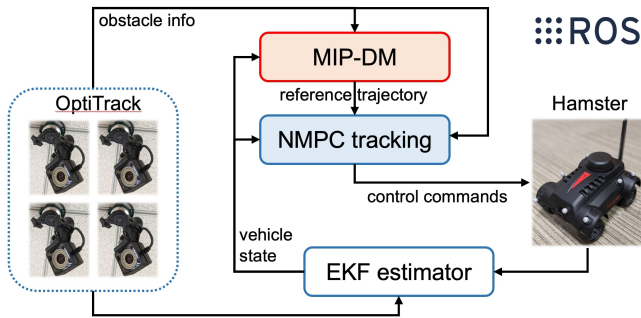 obstacle info
ROS
MIP-DM
OptiTrack
reference trajectory
Hamster
NMPC tracking
control commands
vehicle
state
EKF estimator